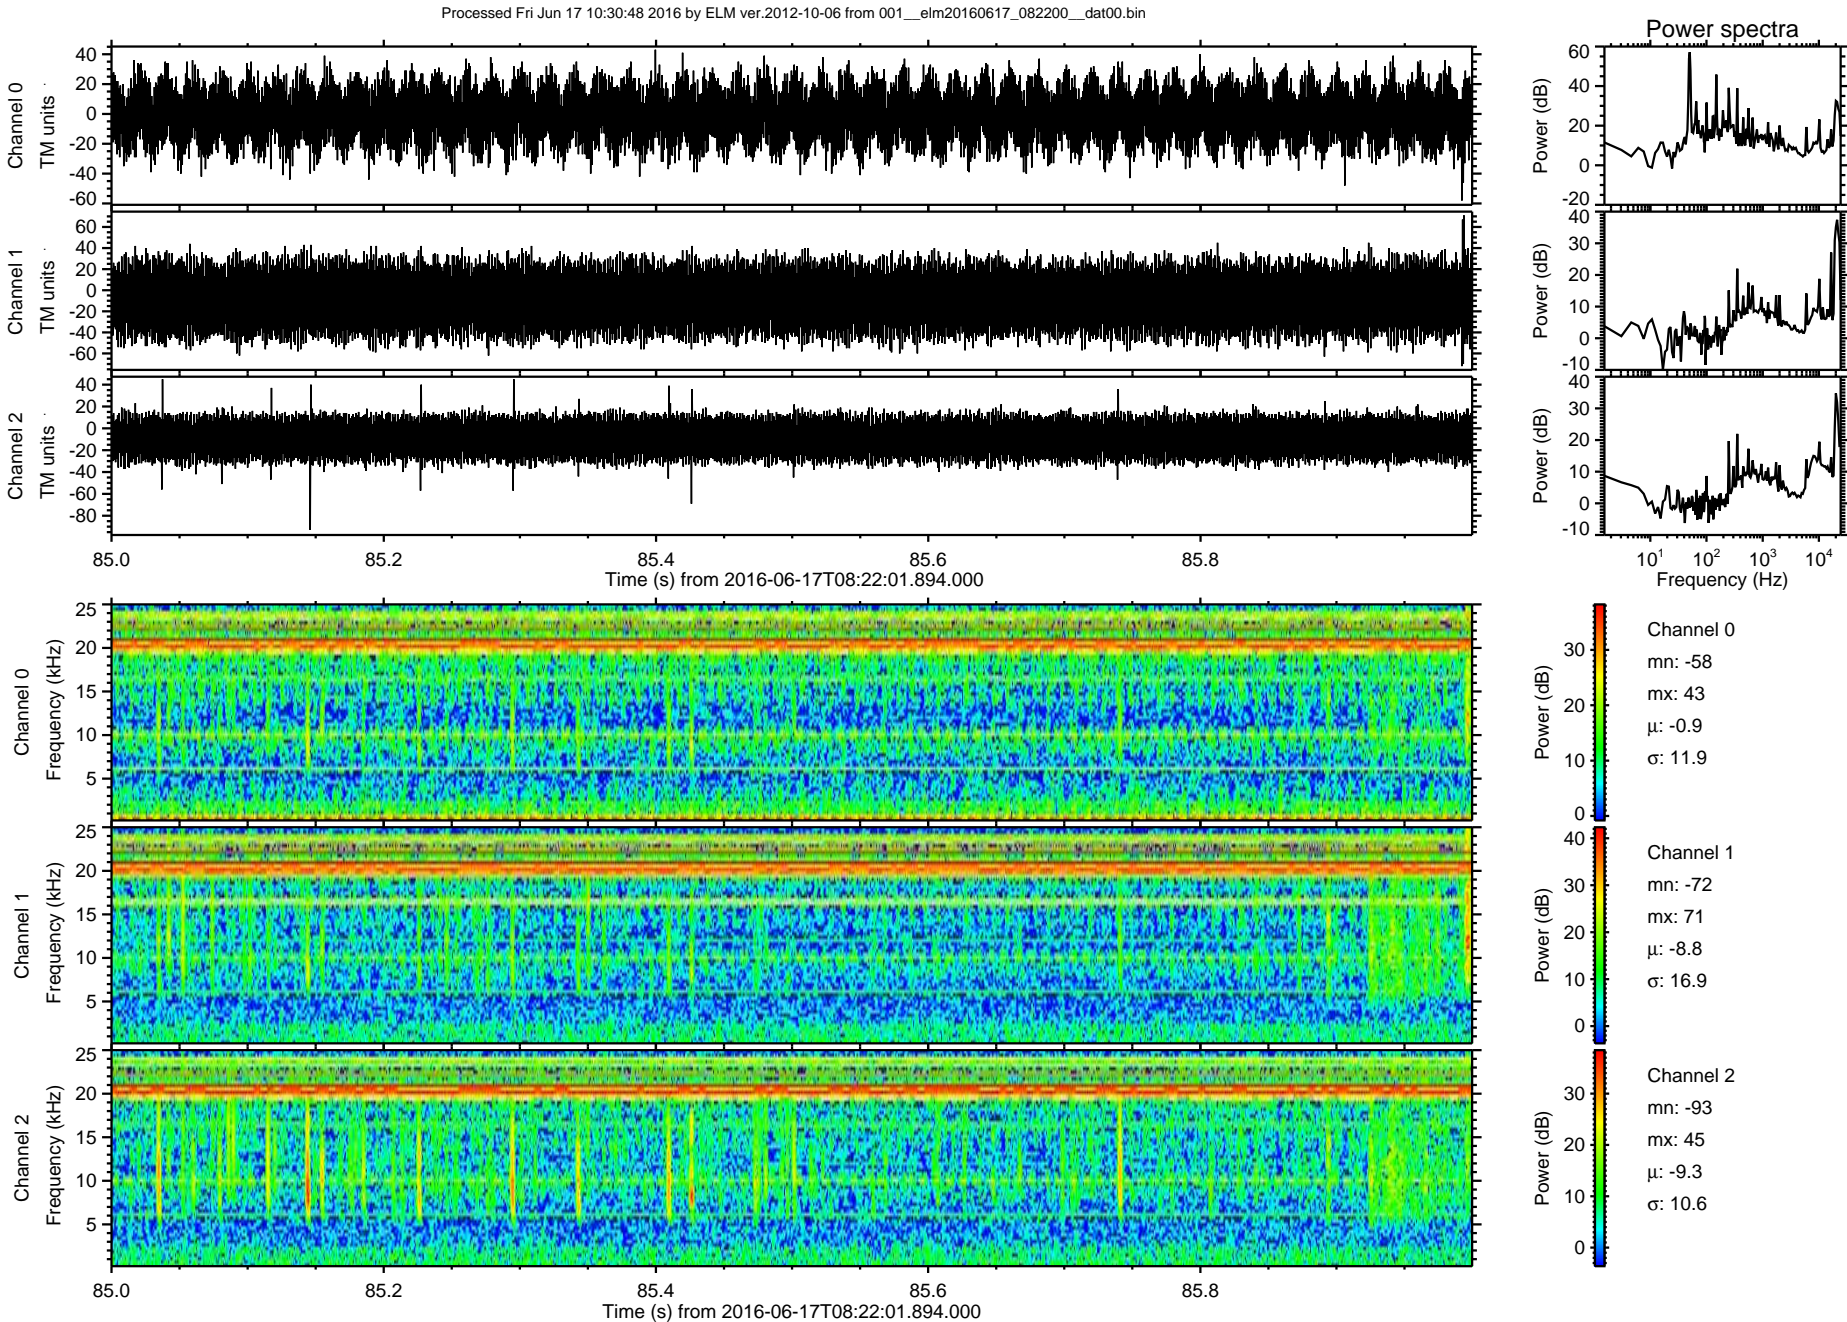 Processed Fri Jun 17 10:30:48 2016 by ELM ver.2012-10-06 from 001__elm20160617_082200__dat00.bin
Power spectra
Channel 0
TM units
40
20
0
-20
-40
-60
Power (dB)
60
40
20
0
-20
Channel 1
TM units
60
40
20
0
-20
-40
-60
Power (dB)
40
30
20
10
0
-10
Channel 2
TM units
40
20
0
-20
-40
-60
-80
Power (dB)
40
30
20
10
0
-10
85.0 85.2 85.4 85.6 85.8
Time (s) from 2016-06-17T08:22:01.894.000
10^1 10^2 10^3 10^4
Frequency (Hz)
Channel 0
Frequency (kHz)
25
20
15
10
5
Power (dB)
30
20
10
0
Channel 0
mn: -58
mx: 43
μ: -0.9
σ: 11.9
Channel 1
Frequency (kHz)
25
20
15
10
5
Power (dB)
40
30
20
10
0
Channel 1
mn: -72
mx: 71
μ: -8.8
σ: 16.9
Channel 2
Frequency (kHz)
25
20
15
10
5
Power (dB)
30
20
10
0
Channel 2
mn: -93
mx: 45
μ: -9.3
σ: 10.6
85.0 85.2 85.4 85.6 85.8
Time (s) from 2016-06-17T08:22:01.894.000